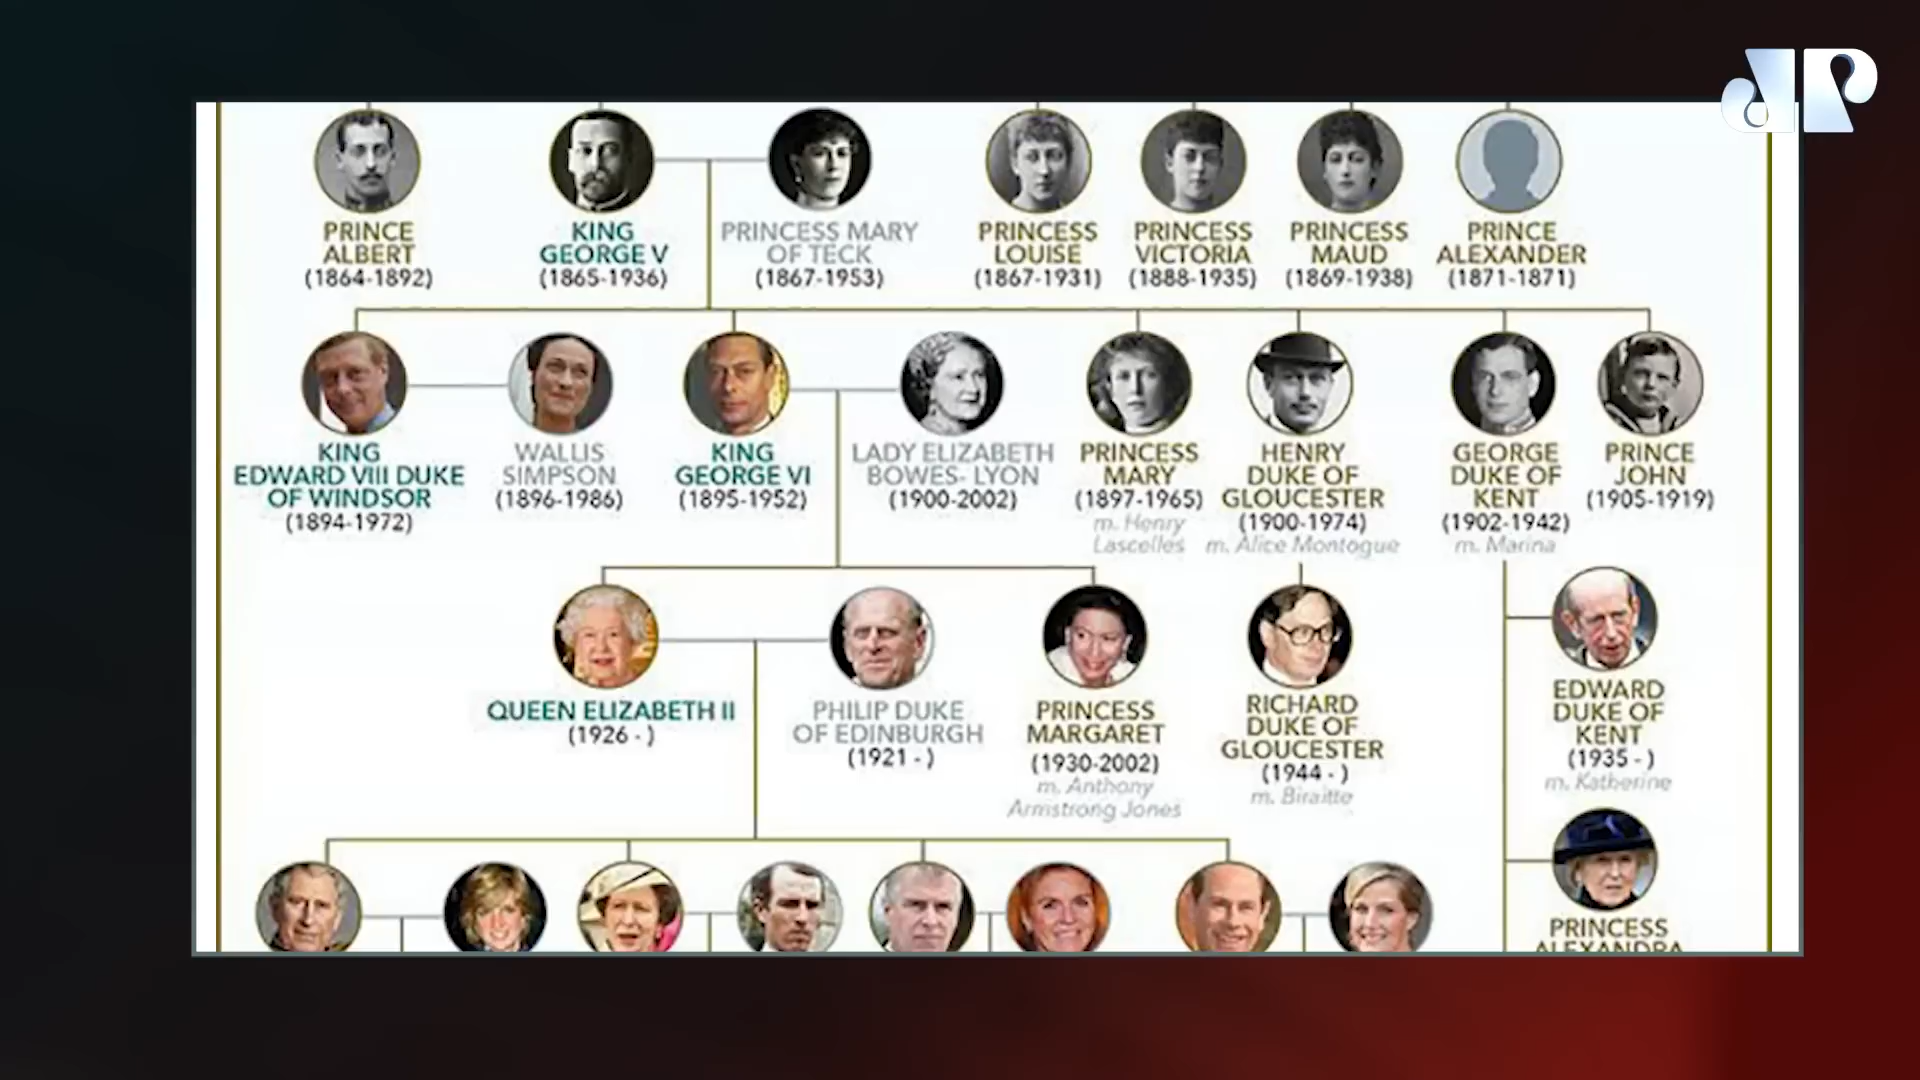 JP
PRINCE
ALBERT
(1864-1892)
KING
GEORGE V
(1865-1936)
PRINCESS MARY
OF TECK
(1867-1953)
PRINCESS
LOUISE
(1867-1931)
PRINCESS
VICTORIA
(1888-1935)
PRINCESS
MAUD
(1869-1938)
PRINCE
ALEXANDER
(1871-1871)
KING
EDWARD VIII DUKE
OF WINDSOR
(1894-1972)
WALLIS
SIMPSON
(1896-1986)
KING
GEORGE VI
(1895-1952)
LADY ELIZABETH
BOWES- LYON
(1900-2002)
PRINCESS
MARY
(1897-1965)
m. Henry
Lascelles
HENRY
DUKE OF
GLOUCESTER
(1900-1974)
m. Alice Montogue
GEORGE
DUKE OF
KENT
(1902-1942)
m. Marina
PRINCE
JOHN
(1905-1919)
QUEEN ELIZABETH II
(1926 - )
PHILIP DUKE
OF EDINBURGH
(1921 - )
PRINCESS
MARGARET
(1930-2002)
m. Anthony
Armstrong Jones
RICHARD
DUKE OF
GLOUCESTER
(1944 - )
m. Biraitte
EDWARD
DUKE OF
KENT
(1935 - )
m. Katherine
PRINCESS
ALEXANDRA